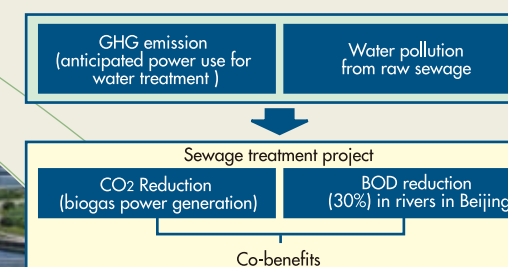 GHG emission
(anticipated power use for
water treatment )
Water pollution
from raw sewage
Sewage treatment project
CO2 Reduction
(biogas power generation)
BOD reduction
(30%) in rivers in Beijing
Co-benefits